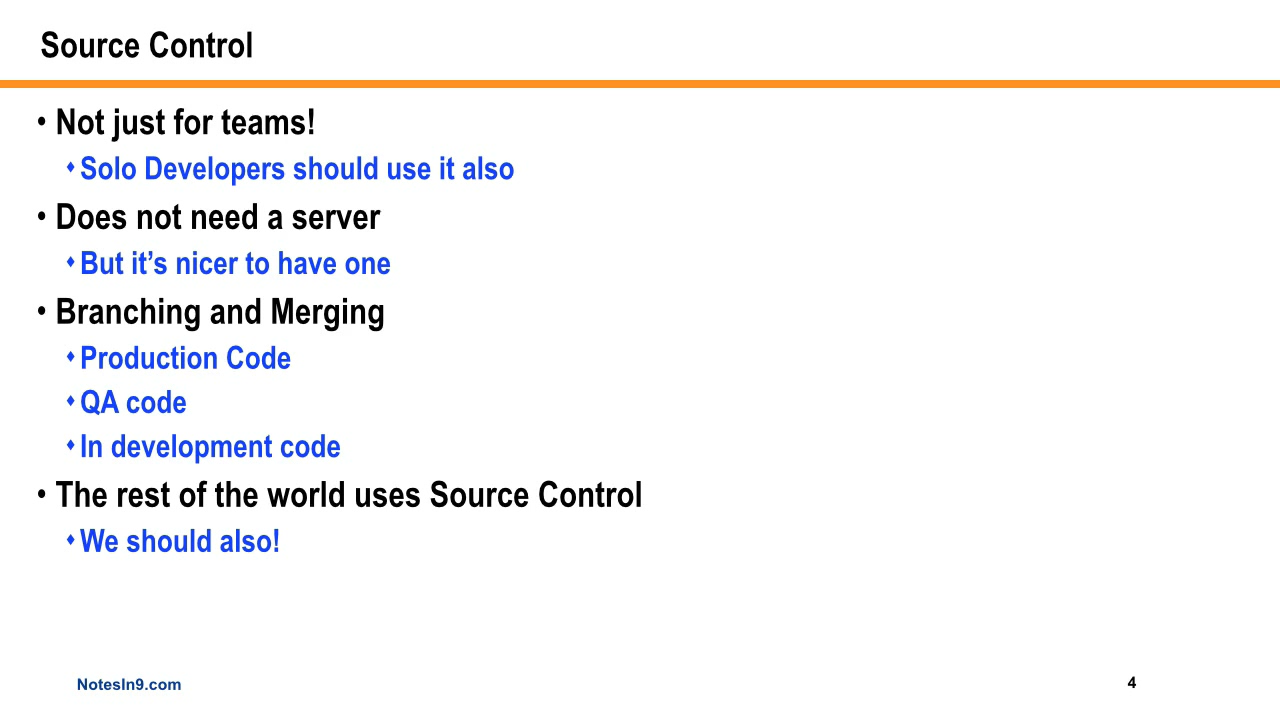 Source Control
• Not just for teams!
♦ Solo Developers should use it also
• Does not need a server
♦ But it’s nicer to have one
• Branching and Merging
♦ Production Code
♦ QA code
♦ In development code
• The rest of the world uses Source Control
♦ We should also!
NotesIn9.com
4